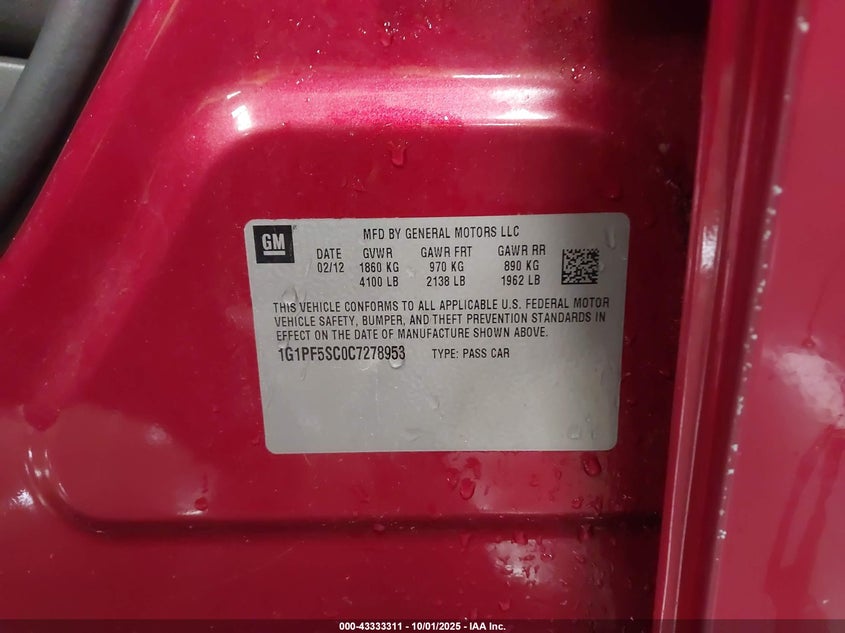 GM
MFD BY GENERAL MOTORS LLC
DATE GVWR GAWR FRT GAWR RR
02/12 1860 KG 970 KG 890 KG
4100 LB 2138 LB 1962 LB
THIS VEHICLE CONFORMS TO ALL APPLICABLE U.S. FEDERAL MOTOR
VEHICLE SAFETY, BUMPER, AND THEFT PREVENTION STANDARDS IN
EFFECT ON THE DATE OF MANUFACTURE SHOWN ABOVE.
1G1PF5SC0C7278953 TYPE: PASS CAR
000-43333311 - 10/01/2025 - IAA Inc.